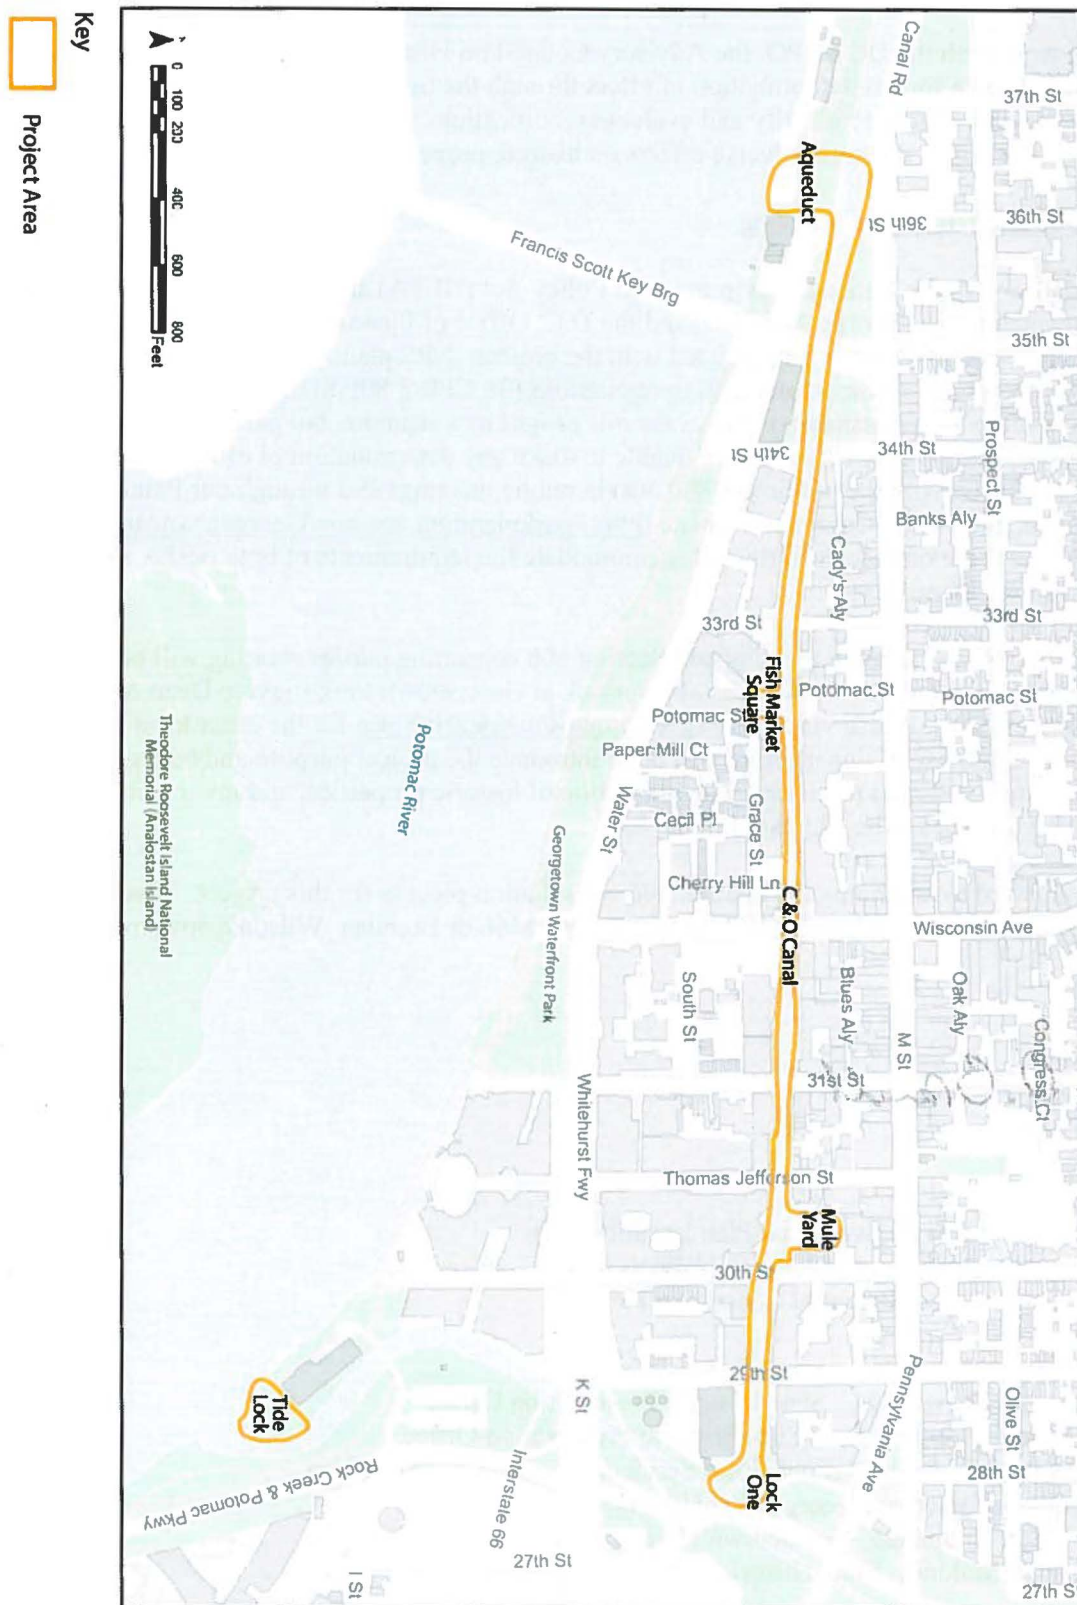 Key
Project Area
0
100
200
400
600
800
Feet
Canal Rd
37th St
36th St
36th St
Aqueduct
Francis Scott Key Brg
35th St
34th St
34th St
Prospect St
Banks Aly
Cady's Aly
33rd St
33rd St
Fish Market
Square
Potomac St
Potomac St
Potomac St
Paper Mill Ct
Water St
Cecil Pl
Grace St
Cherry Hill Ln
C & O Canal
Wisconsin Ave
Potomac River
Georgetown Waterfront Park
Theodore Roosevelt Island National
Memorial (Analostan Island)
South St
Blues Aly
Oak Aly
M St
Congress Ct
31st St
Whitehurst Fwy
Thomas Jefferson St
Mule
Yard
30th St
29th St
Pennsylvania Ave
Olive St
K St
Tide
Lock
Lock
One
28th St
Rock Creek & Potomac Pkwy
Interstate 66
27th St
27th S
I St